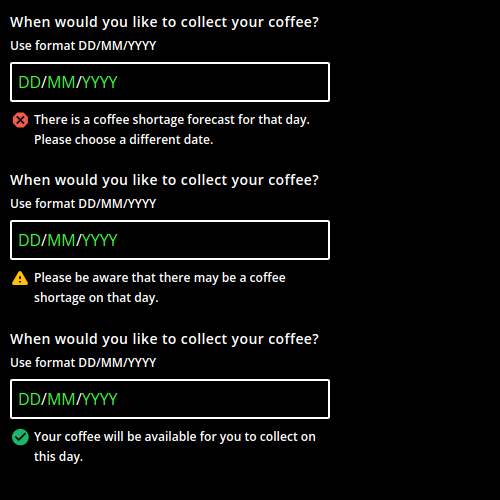 When would you like to collect your coffee?
Use format DD/MM/YYYY
DD/MM/YYYY
There is a coffee shortage forecast for that day.
Please choose a different date.
When would you like to collect your coffee?
Use format DD/MM/YYYY
DD/MM/YYYY
Please be aware that there may be a coffee
shortage on that day.
When would you like to collect your coffee?
Use format DD/MM/YYYY
DD/MM/YYYY
Your coffee will be available for you to collect on
this day.